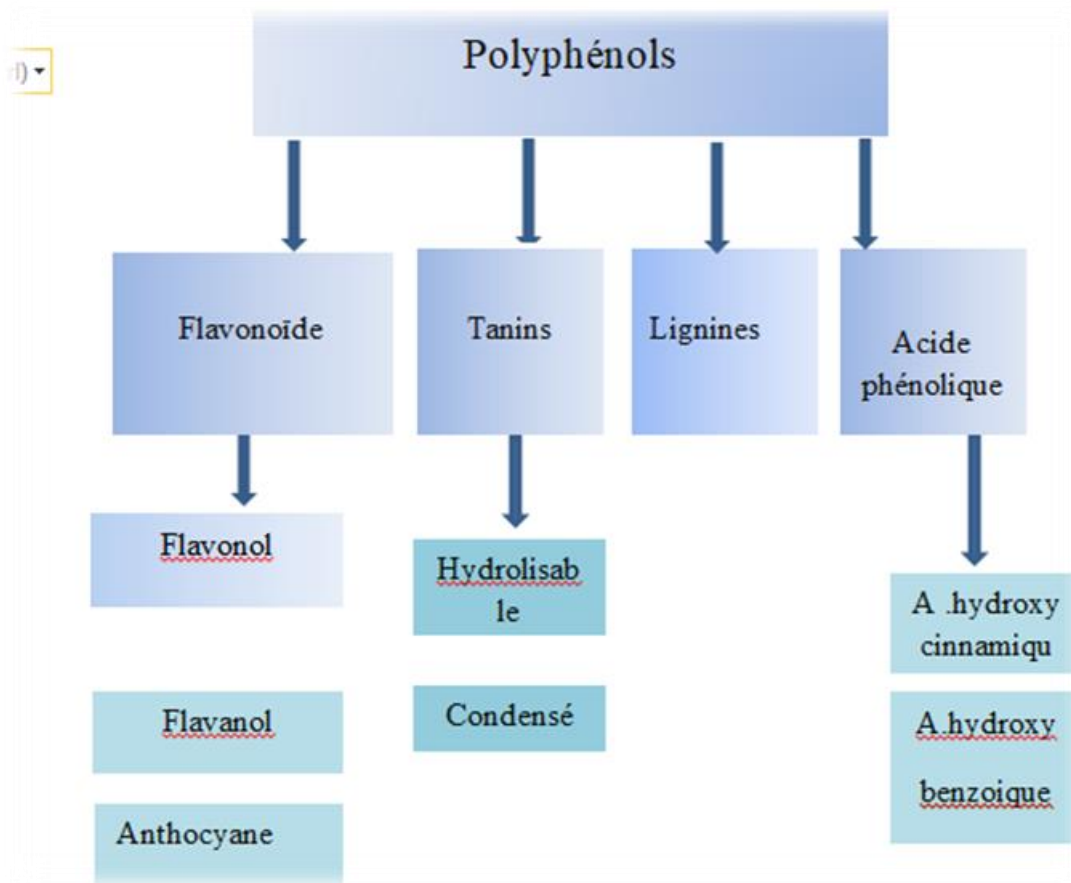 Polyphénols
Flavonoïde
Tanins
Lignines
Acide
phénolique
Flavonol
Hydrolisab
le
A .hydroxy
cinnamiqu
Flavanol
Condensé
A.hydroxy
benzoique
Anthocyane